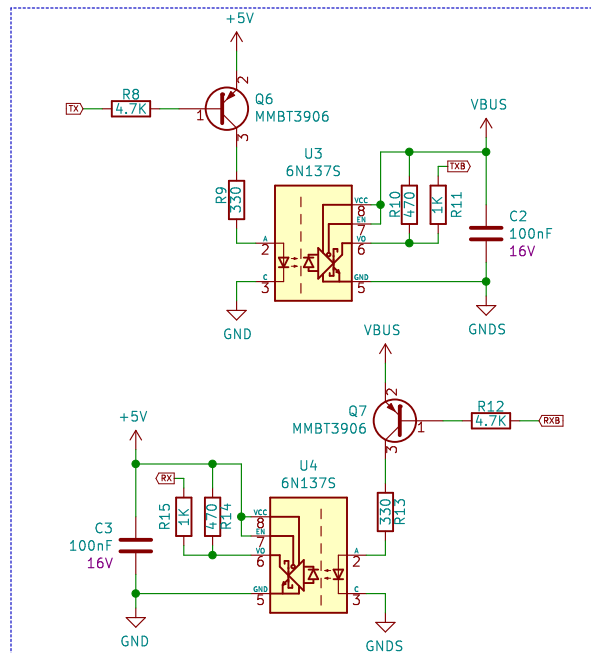 +5V
TX
R8
4.7K
1
2
3
Q6
MMBT3906
VBUS
U3
6N137S
TXB
R9
330
A
2
C
3
VCC
8
EN
7
VO
6
GND
5
R10
470
1K
R11
C2
100nF
16V
GND
GNDS
VBUS
Q7
MMBT3906
2
1
3
R12
4.7K
RXB
+5V
U4
6N137S
RX
R15
1K
470
R14
C3
100nF
16V
VCC
8
EN
7
VO
6
GND
5
A
2
C
3
330
R13
GND
GNDS